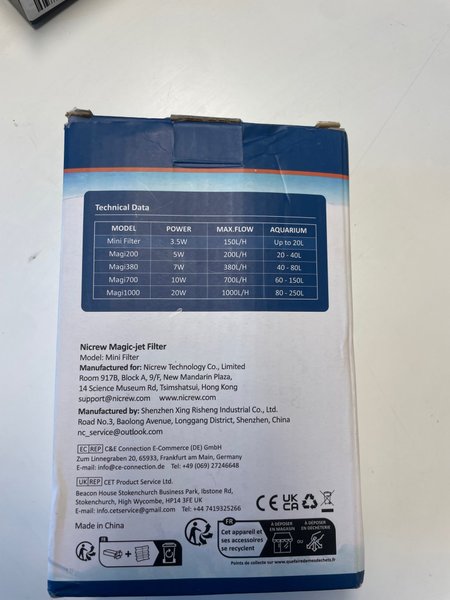 Technical Data
MODEL POWER MAX.FLOW AQUARIUM
Mini Filter 3.5W 150L/H Up to 20L
Magi200 5W 200L/H 20 - 40L
Magi380 7W 380L/H 40 - 80L
Magi700 10W 700L/H 60 - 150L
Magi1000 20W 1000L/H 80 - 250L
Nicrew Magic-jet Filter
Model: Mini Filter
Manufactured for: Nicrew Technology Co., Limited
Room 917B, Block A, 9/F, New Mandarin Plaza,
14 Science Museum Rd, Tsimshatsui, Hong Kong
support@nicrew.com www.nicrew.com
Manufactured by: Shenzhen Xing Risheng Industrial Co., Ltd.
Road No.3, Baolong Avenue, Longgang District, Shenzhen, China
nc_service@outlook.com
EC REP C&E Connection E-Commerce (DE) GmbH
Zum Linnegraben 20, 65933, Frankfurt am Main, Germany
E-mail: info@ce-connection.de Tel: +49 (069) 27246648
UK REP CET Product Service Ltd.
Beacon House Stokenchurch Business Park, Ibstone Rd,
Stokenchurch, High Wycombe, HP14 3FE UK
E-mail: info.cetservice@gmail.com Tel: +44 7419325266
CE UK CA
Made in China
FR
Cet appareil et
ses accessoires
se recyclent
À DÉPOSER
EN MAGASIN
OU
À DÉPOSER
EN DÉCHÈTERIE
Points de collecte sur www.quefairedemesdechets.fr